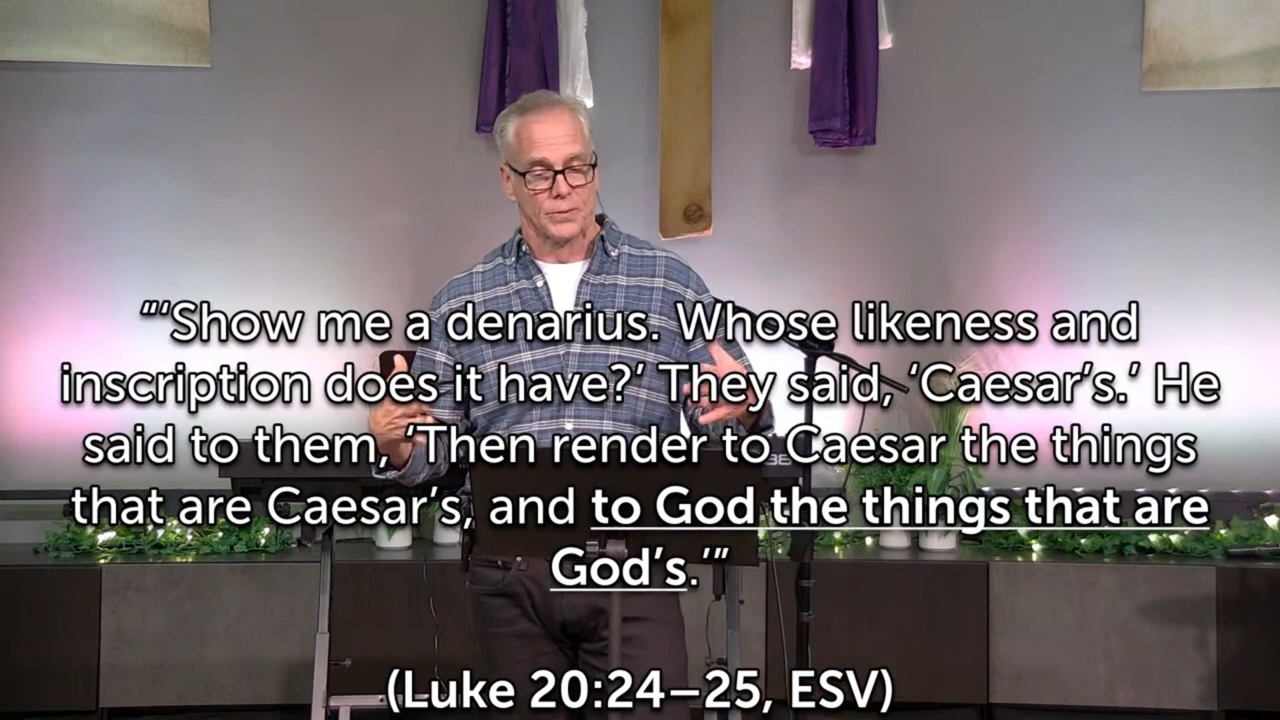 “‘Show me a denarius. Whose likeness and
inscription does it have?’ They said, ‘Caesar’s.’ He
said to them, ‘Then render to Caesar the things
that are Caesar’s, and to God the things that are
God’s.’”
(Luke 20:24–25, ESV)